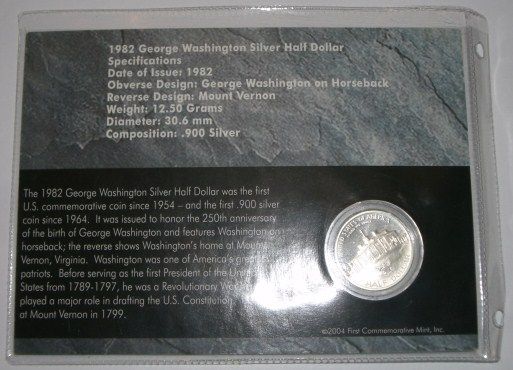 1982 George Washington Silver Half Dollar
Specifications
Date of Issue: 1982
Obverse Design: George Washington on Horseback
Reverse Design: Mount Vernon
Weight: 12.50 Grams
Diameter: 30.6 mm
Composition: .900 Silver
The 1982 George Washington Silver Half Dollar was the first
U.S. commemorative coin since 1954 – and the first .900 silver
coin since 1964. It was issued to honor the 250th anniversary
of the birth of George Washington and features Washington on
horseback; the reverse shows Washington's home at Mount
Vernon, Virginia. Washington was one of America's
patriots. Before serving as the first President of the
States from 1789-1797, he was a Revolutionary
played a major role in drafting the U.S.
at Mount Vernon in 1799.
HALF
©2004 First Commemorative Mint, Inc.